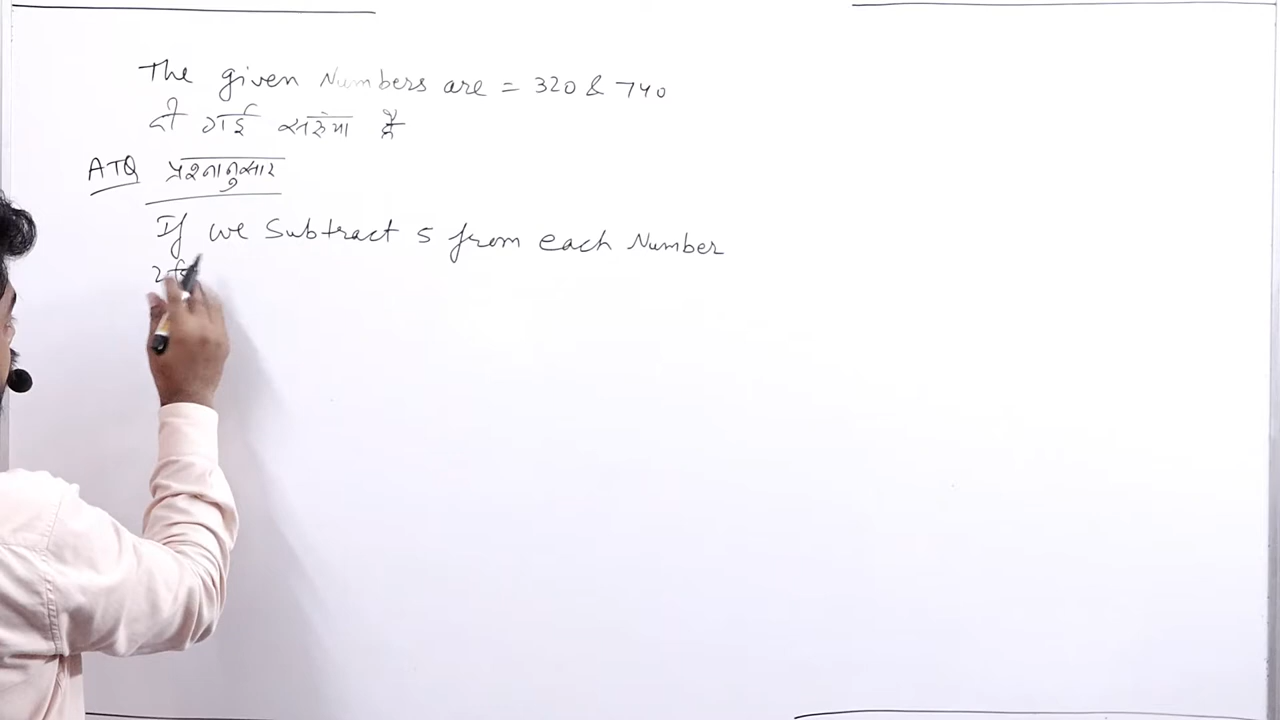 The given Numbers are = 320 & 740
दी गई संख्या हैं
ATQ प्रश्नानुसार
If we Subtract 5 from each Number